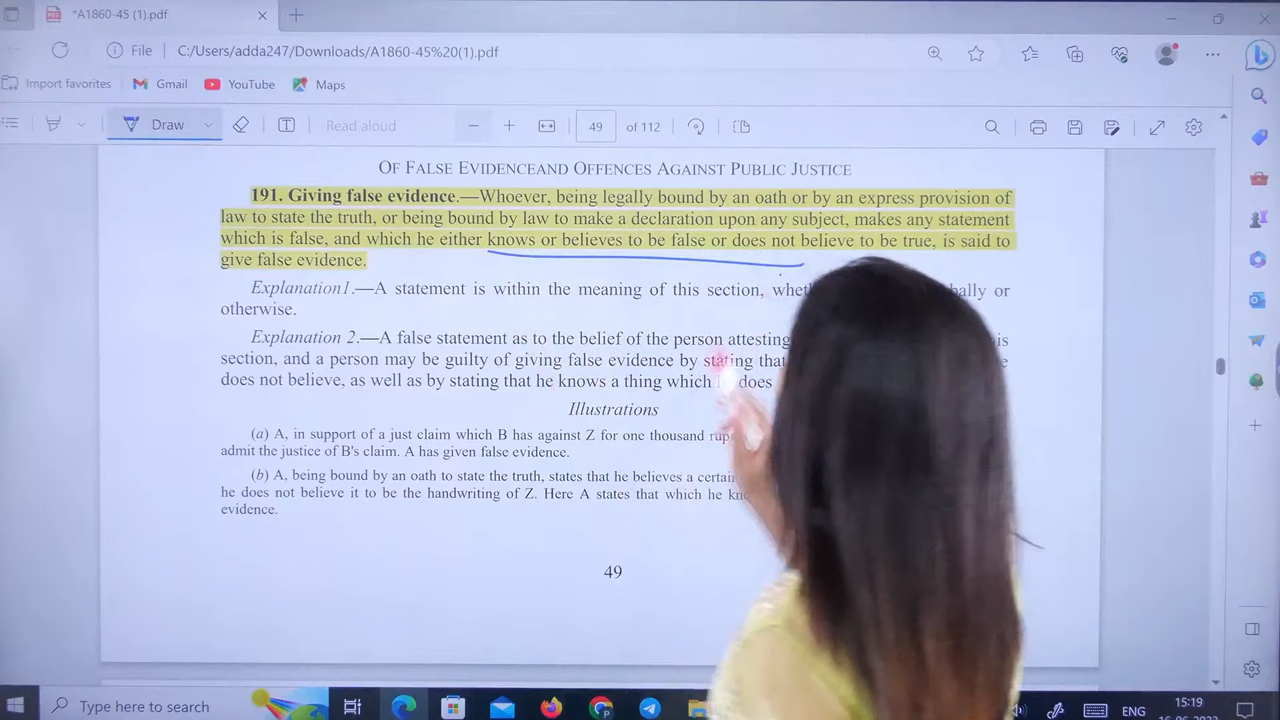 *A1860-45 (1).pdf
File C:/Users/adda247/Downloads/A1860-45%20(1).pdf
Import favorites Gmail YouTube Maps
Draw Read aloud 49 of 112
OF FALSE EVIDENCEAND OFFENCES AGAINST PUBLIC JUSTICE
191. Giving false evidence.—Whoever, being legally bound by an oath or by an express provision of
law to state the truth, or being bound by law to make a declaration upon any subject, makes any statement
which is false, and which he either knows or believes to be false or does not believe to be true, is said to
give false evidence.
Explanation1.—A statement is within the meaning of this section, or
otherwise.
Explanation 2.—A false statement as to the belief of the person attesting is
section, and a person may be guilty of giving false evidence by stating that
does not believe, as well as by stating that he knows a thing which does
Illustrations
(a) A, in support of a just claim which B has against Z for one thousand
admit the justice of B's claim. A has given false evidence.
(b) A, being bound by an oath to state the truth, states that he believes a
he does not believe it to be the handwriting of Z. Here A states that which he
evidence.
49
Type here to search
ENG
15:19